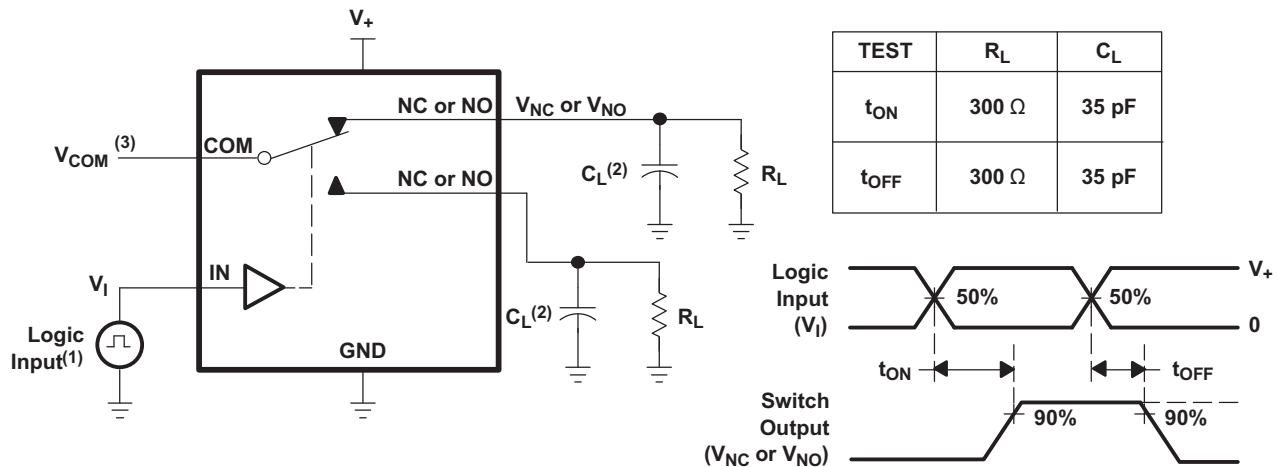 V+
NC or NO
VNC or VNO
VCOM (3)
COM
CL(2)
RL
NC or NO
VI
IN
CL(2)
RL
Logic
Input(1)
GND
TEST RL CL
tON 300 Ω 35 pF
tOFF 300 Ω 35 pF
Logic
Input
(VI)
50%
50%
V+
0
tON
tOFF
Switch
Output
(VNC or VNO)
90%
90%